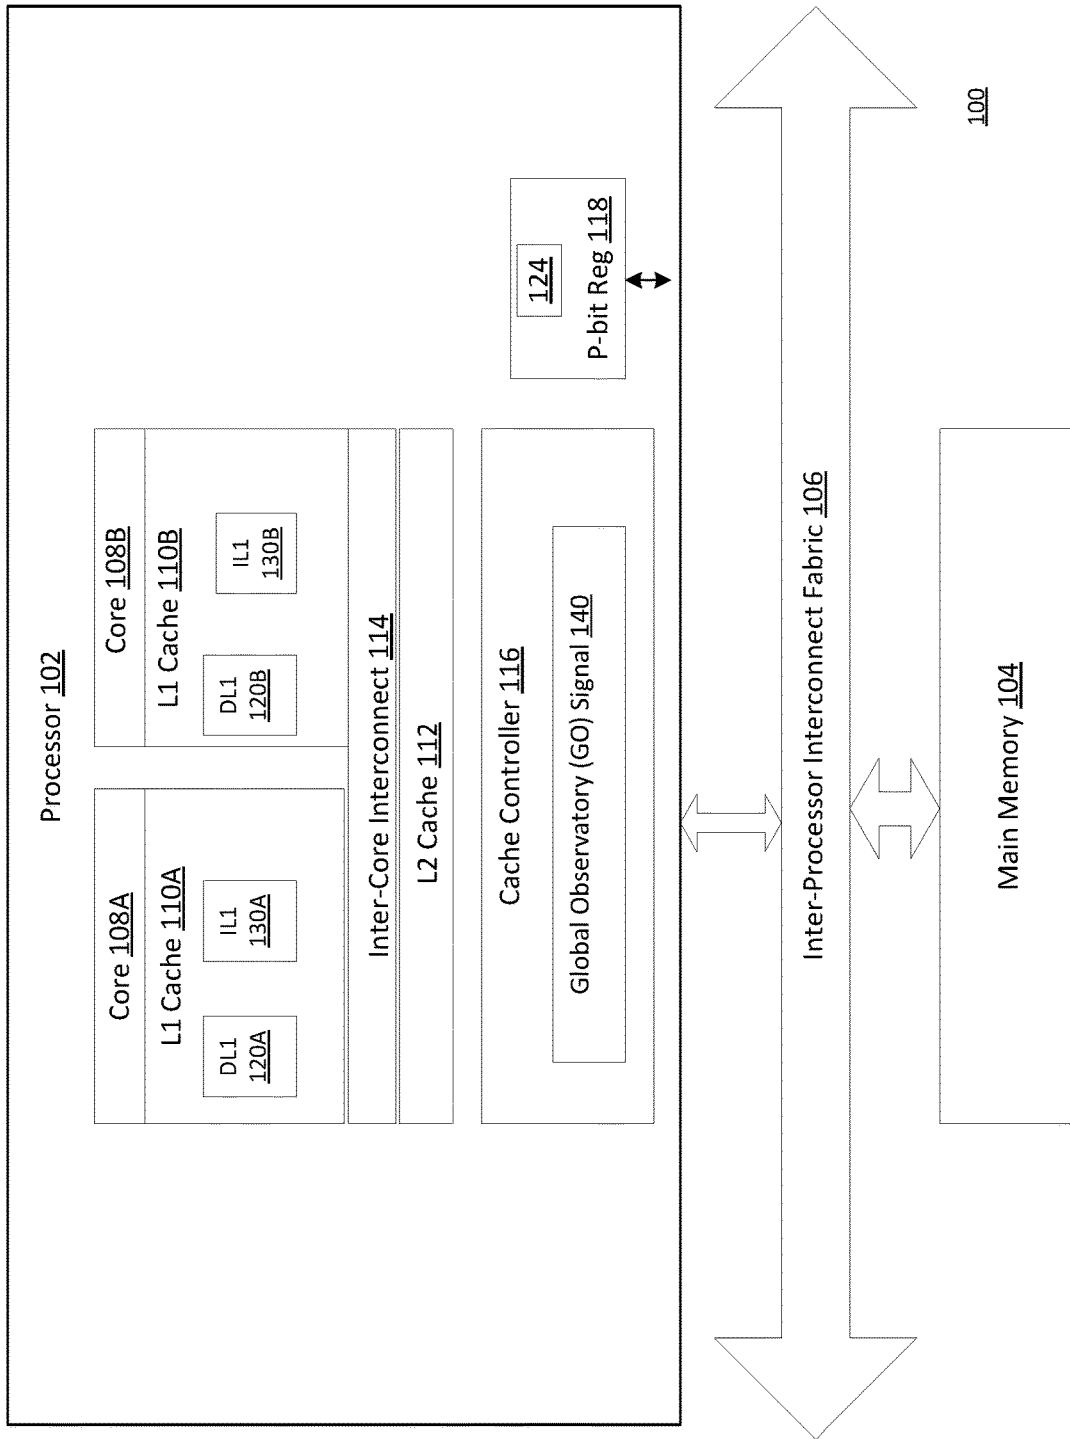 Processor 102
Core 108A
L1 Cache 110A
DL1
120A
IL1
130A
Core 108B
L1 Cache 110B
DL1
120B
IL1
130B
Inter-Core Interconnect 114
L2 Cache 112
Cache Controller 116
Global Observatory (GO) Signal 140
124
P-bit Reg 118
Inter-Processor Interconnect Fabric 106
Main Memory 104
100